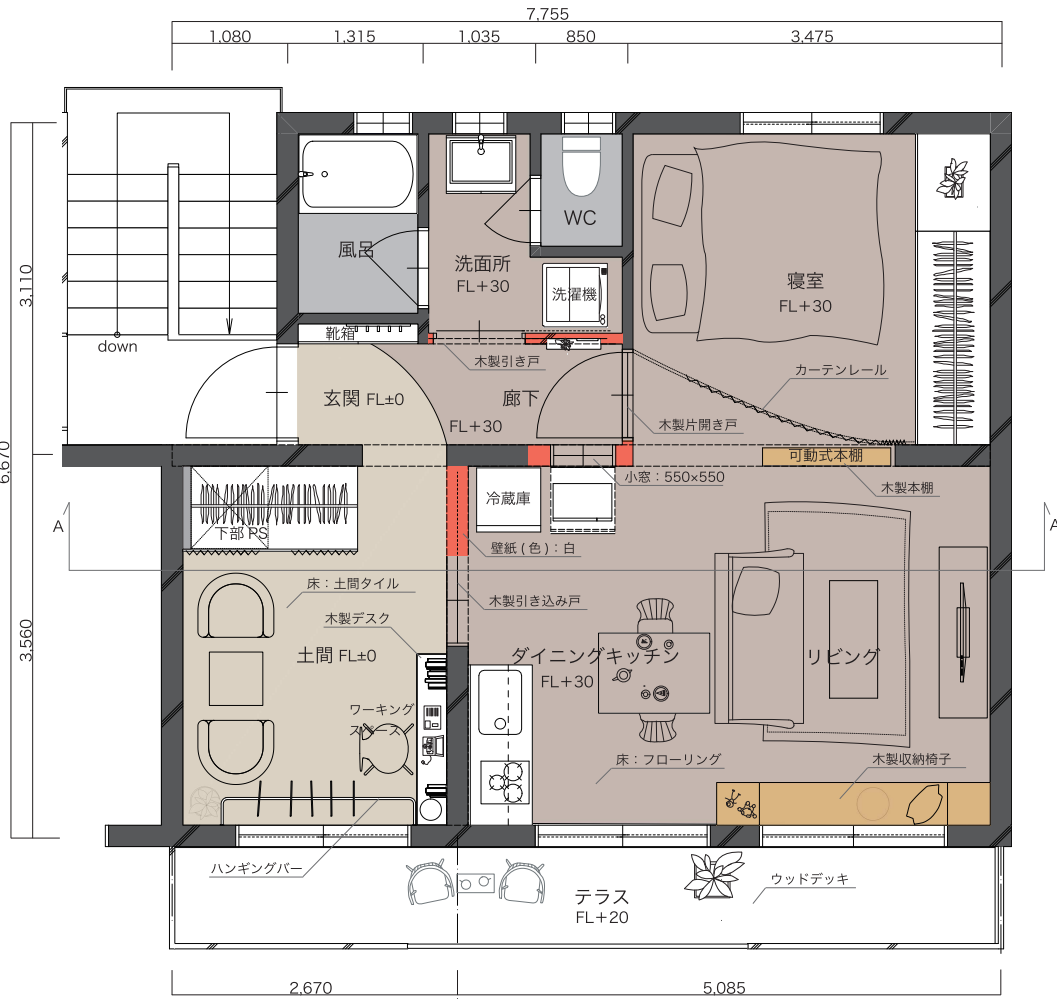 7,755
1,080
1,315
1,035
850
3,475
3,110
6,670
3,560
down
風呂
洗面所
FL+30
WC
洗濯機
寝室
FL+30
靴箱
木製引き戸
カーテンレール
玄関 FL±0
廊下
FL+30
木製片開き戸
可動式本棚
小窓：550×550
木製本棚
冷蔵庫
下部 PS
A
A
壁紙 ( 色 )：白
床：土間タイル
木製引き込み戸
木製デスク
土間 FL±0
ダイニングキッチン
FL+30
リビング
ワーキング
スペース
床：フローリング
木製収納椅子
ハンギングバー
テラス
FL+20
ウッドデッキ
2,670
5,085